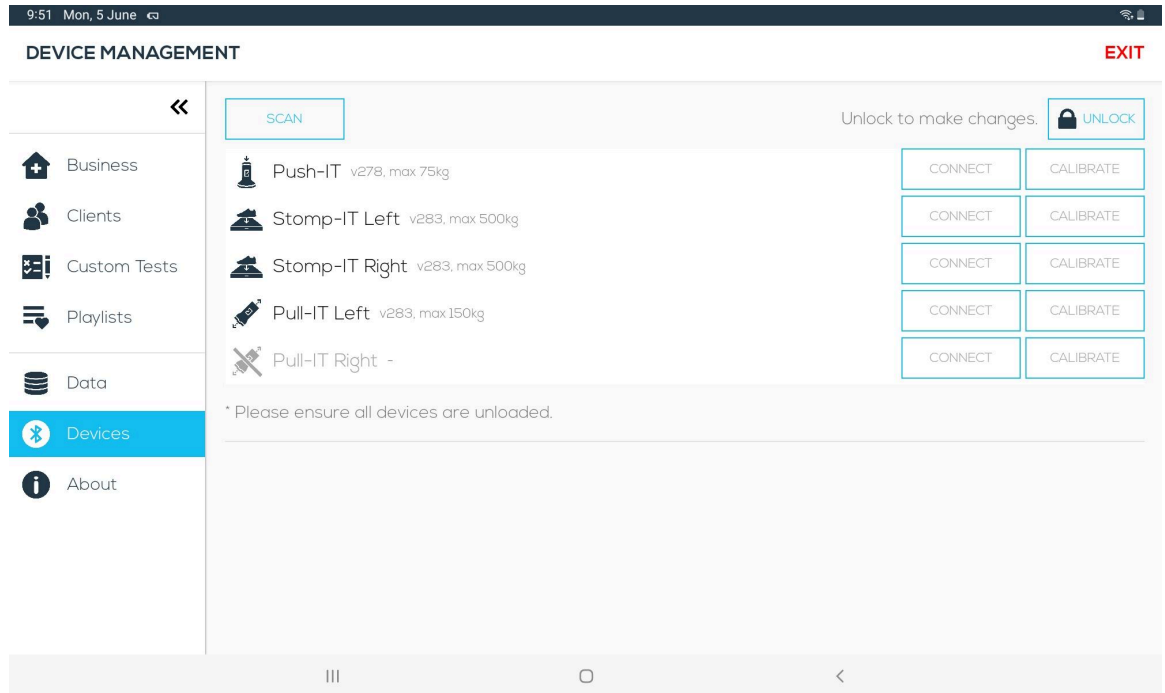 9:51 Mon, 5 June
DEVICE MANAGEMENT EXIT
SCAN Unlock to make changes. UNLOCK
Business
Clients
Custom Tests
Playlists
Data
Devices
About
Push-IT v278, max 75kg CONNECT CALIBRATE
Stomp-IT Left v283, max 500kg CONNECT CALIBRATE
Stomp-IT Right v283, max 500kg CONNECT CALIBRATE
Pull-IT Left v283, max 150kg CONNECT CALIBRATE
Pull-IT Right - CONNECT CALIBRATE
* Please ensure all devices are unloaded.